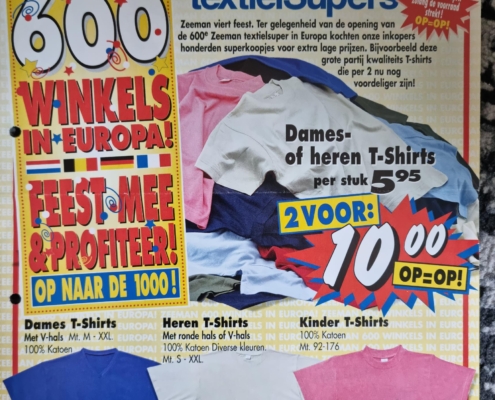 600
WINKELS
IN EUROPA!
FEEST MEE
& PROFITEER!
OP NAAR DE 1000!
textielSupers
Zeeman viert feest. Ter gelegenheid van de opening van
de 600e Zeeman textielsuper in Europa kochten onze inkopers
honderden superkoopjes voor extra lage prijzen. Bijvoorbeeld deze
grote partij kwaliteits T-shirts
die per 2 nu nog
voordeliger zijn!
zolang de voorraad
strekt!
OP=OP!
Dames-
of heren T-Shirts
per stuk 5.95
2 VOOR:
10.00
OP=OP!
Dames T-Shirts
Met V-hals Mt. M - XXL
100% Katoen
Heren T-Shirts
Met ronde hals of V-hals
100% Katoen Diverse kleuren.
Mt. S - XXL
Kinder T-Shirts
100% Katoen
Mt. 92-176